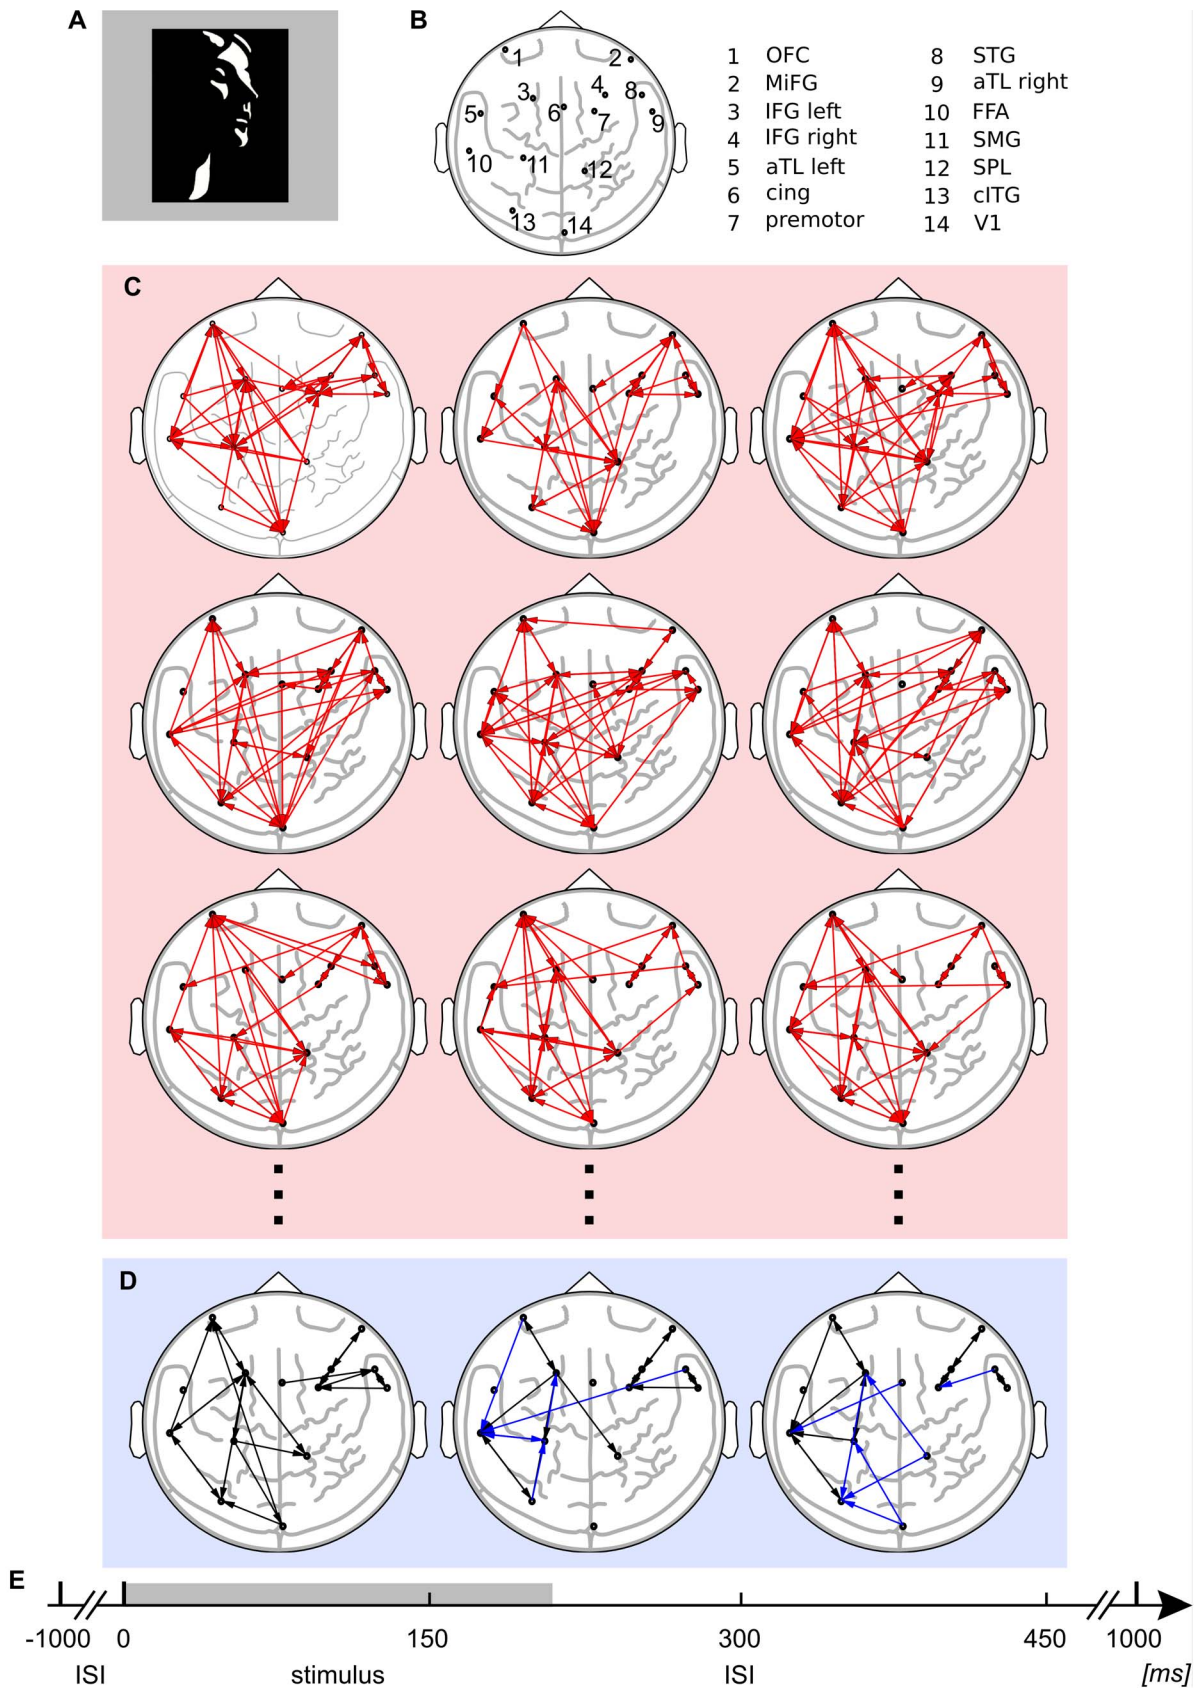 A
B
1 OFC
2 MiFG
3 IFG left
4 IFG right
5 aTL left
6 cing
7 premotor
8 STG
9 aTL right
10 FFA
11 SMG
12 SPL
13 cITG
14 V1
1
2
3
4
8
5
6
7
9
10
11
12
13
14
C
D
E
-1000 0 150 300 450 1000
ISI stimulus ISI [ms]